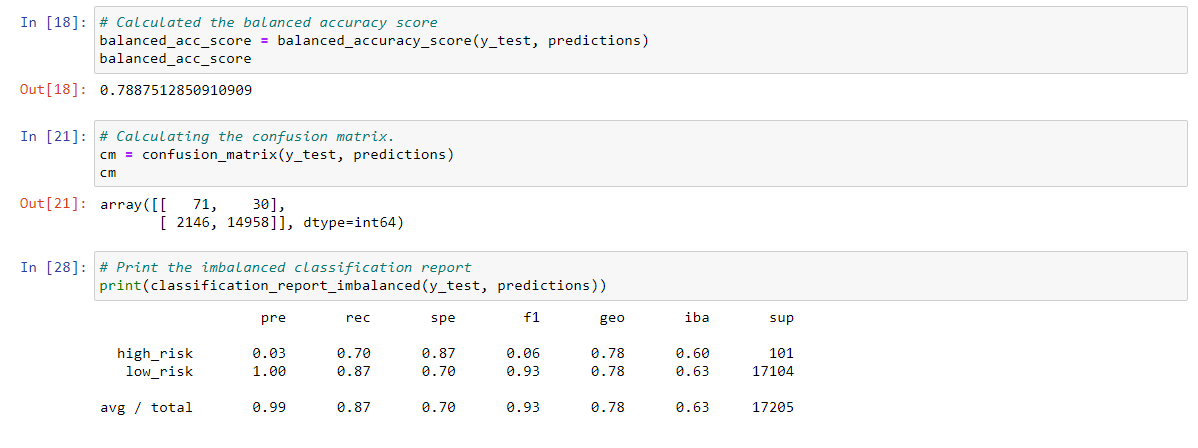 In [18]: # Calculated the balanced accuracy score
balanced_acc_score = balanced_accuracy_score(y_test, predictions)
balanced_acc_score
Out[18]: 0.7887512850910909
In [21]: # Calculating the confusion matrix.
cm = confusion_matrix(y_test, predictions)
cm
Out[21]: array([[   71,    30],
       [ 2146, 14958]], dtype=int64)
In [28]: # Print the imbalanced classification report
print(classification_report_imbalanced(y_test, predictions))
pre rec spe f1 geo iba sup
high_risk 0.03 0.70 0.87 0.06 0.78 0.60 101
low_risk 1.00 0.87 0.70 0.93 0.78 0.63 17104
avg / total 0.99 0.87 0.70 0.93 0.78 0.63 17205